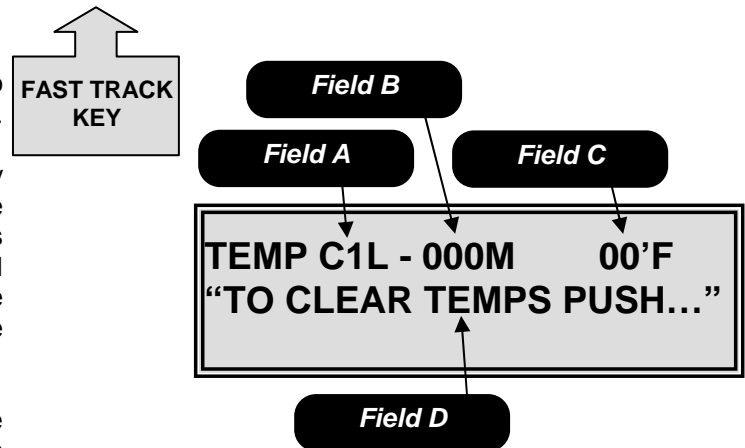 FAST TRACK
KEY
Field B
Field A
Field C
TEMP C1L - 000M 00’F
“TO CLEAR TEMPS PUSH…”
Field D